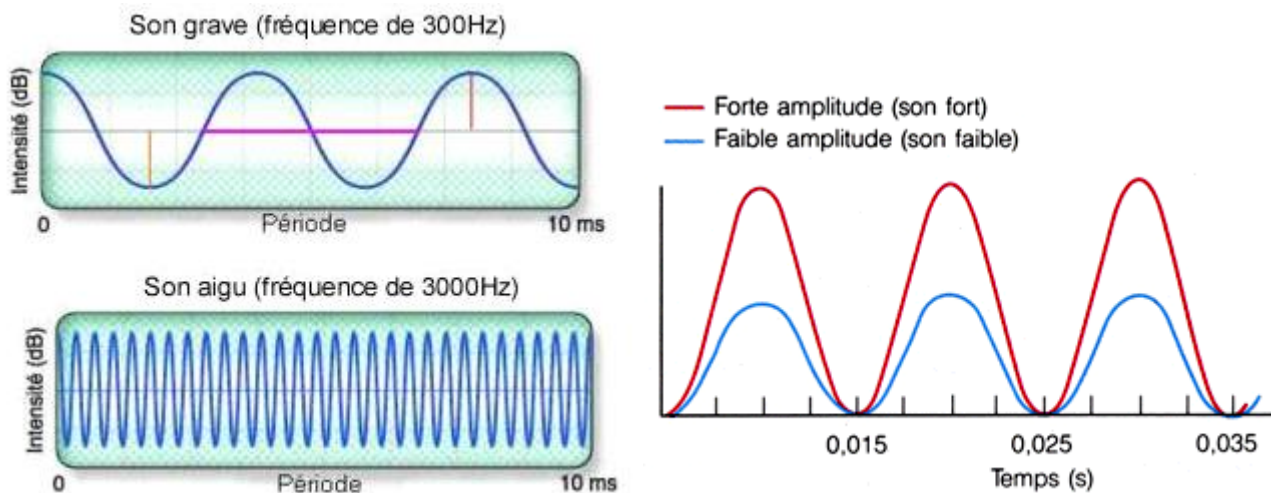 Son grave (fréquence de 300Hz)
Intensité (dB)
0
Période
10 ms
Son aigu (fréquence de 3000Hz)
Intensité (dB)
0
Période
10 ms
Forte amplitude (son fort)
Faible amplitude (son faible)
0,015
0,025
0,035
Temps (s)